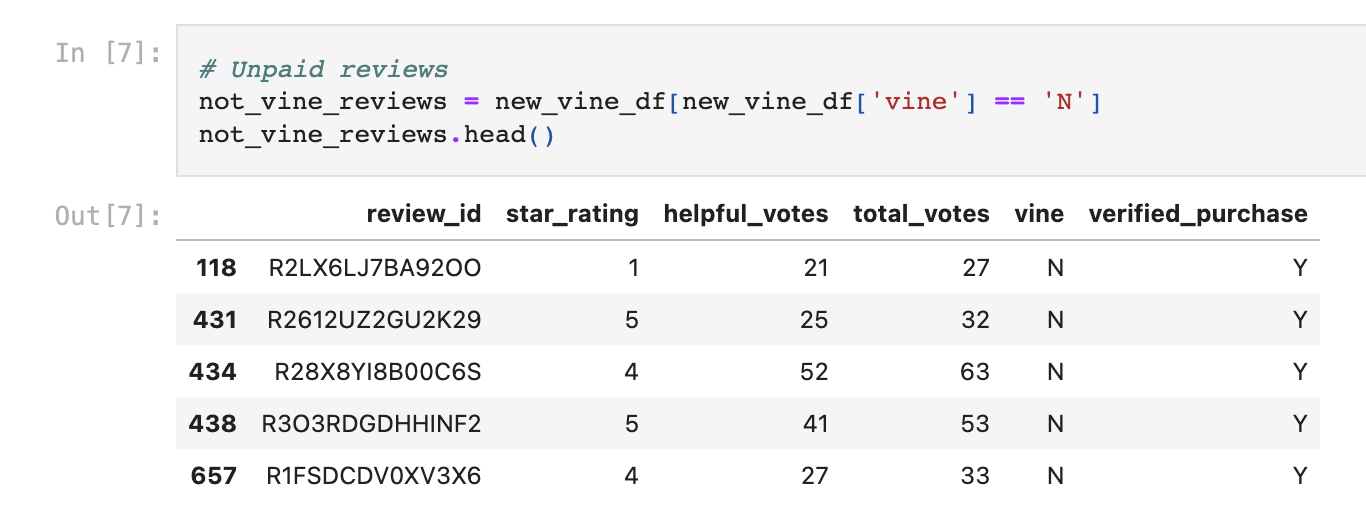 In [7]:
# Unpaid reviews
not_vine_reviews = new_vine_df[new_vine_df['vine'] == 'N']
not_vine_reviews.head()
Out[7]:
review_id star_rating helpful_votes total_votes vine verified_purchase
118 R2LX6LJ7BA92OO 1 21 27 N Y
431 R2612UZ2GU2K29 5 25 32 N Y
434 R28X8YI8B00C6S 4 52 63 N Y
438 R3O3RDGDHHINF2 5 41 53 N Y
657 R1FSDCDV0XV3X6 4 27 33 N Y